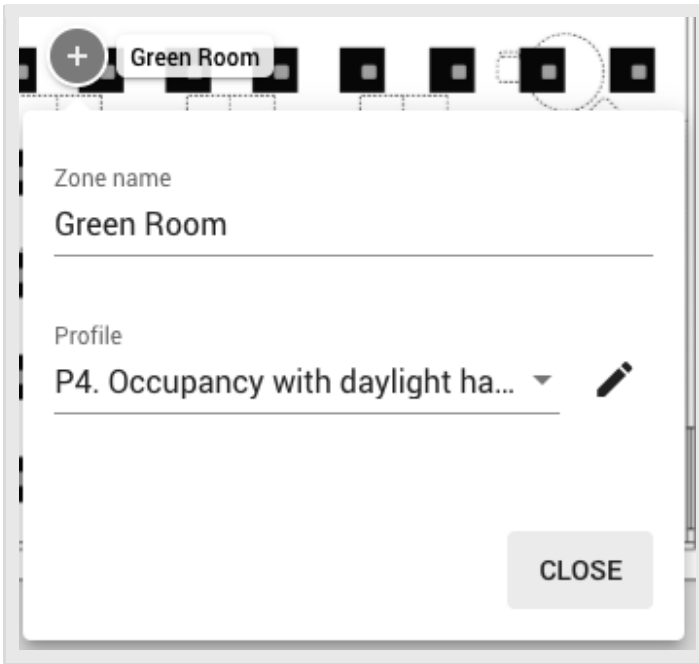 Green Room
Zone name
Green Room
Profile
P4. Occupancy with daylight ha...
CLOSE